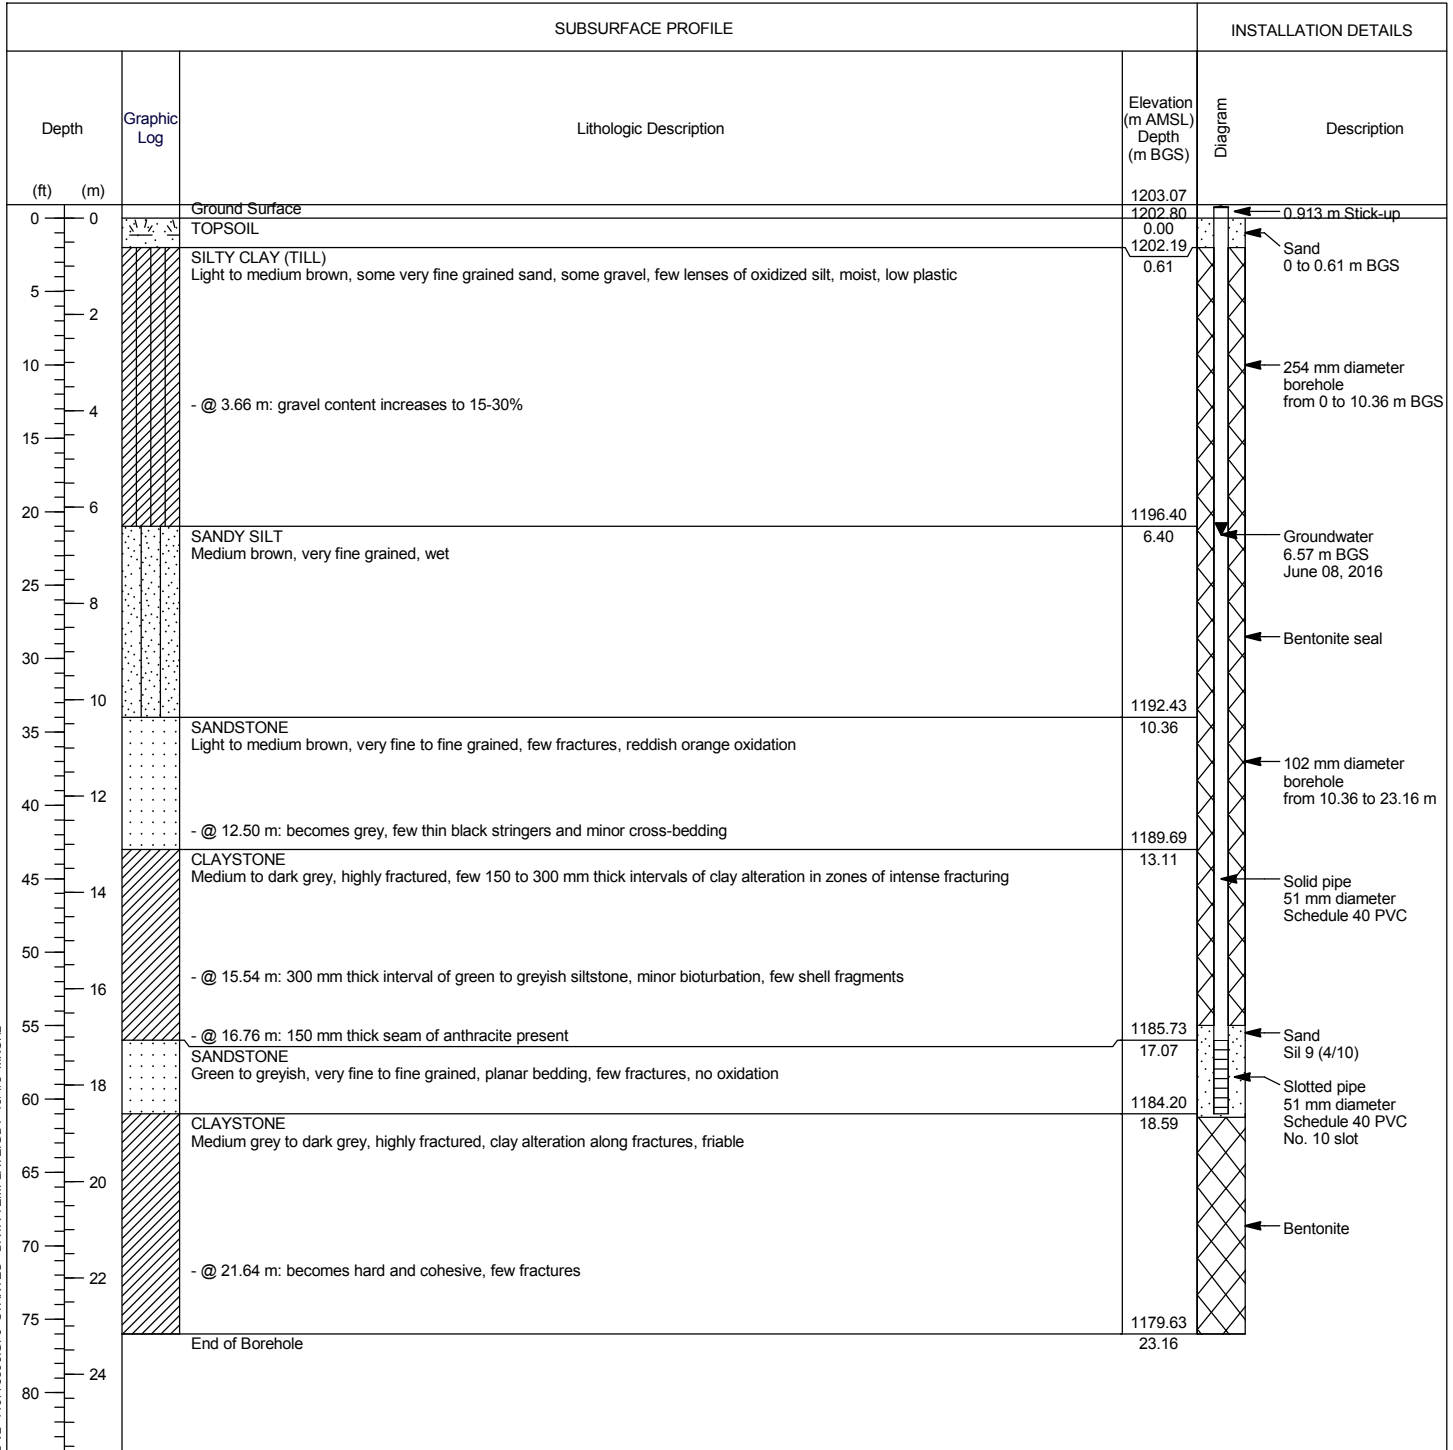 SUBSURFACE PROFILE
INSTALLATION DETAILS
Depth
Graphic
Log
Lithologic Description
Elevation
(m AMSL)
Depth
(m BGS)
Diagram
Description
(ft) (m)
1203.07
Ground Surface
1202.80
0.913 m Stick-up
0 0
TOPSOIL
0.00
1202.19
Sand
0 to 0.61 m BGS
SILTY CLAY (TILL)
0.61
Light to medium brown, some very fine grained sand, some gravel, few lenses of oxidized silt, moist, low plastic
5
2
10
254 mm diameter
borehole
from 0 to 10.36 m BGS
- @ 3.66 m: gravel content increases to 15-30%
4
15
6
20
1196.40
SANDY SILT
6.40
Medium brown, very fine grained, wet
Groundwater
6.57 m BGS
June 08, 2016
25
8
Bentonite seal
30
10
1192.43
SANDSTONE
10.36
35
Light to medium brown, very fine to fine grained, few fractures, reddish orange oxidation
102 mm diameter
borehole
from 10.36 to 23.16 m
12
40
- @ 12.50 m: becomes grey, few thin black stringers and minor cross-bedding
1189.69
CLAYSTONE
13.11
Medium to dark grey, highly fractured, few 150 to 300 mm thick intervals of clay alteration in zones of intense fracturing
45
14
Solid pipe
51 mm diameter
Schedule 40 PVC
50
- @ 15.54 m: 300 mm thick interval of green to greyish siltstone, minor bioturbation, few shell fragments
16
55
- @ 16.76 m: 150 mm thick seam of anthracite present
1185.73
Sand
Sil 9 (4/10)
SANDSTONE
17.07
Green to greyish, very fine to fine grained, planar bedding, few fractures, no oxidation
18
60
1184.20
Slotted pipe
51 mm diameter
Schedule 40 PVC
No. 10 slot
CLAYSTONE
18.59
Medium grey to dark grey, highly fractured, clay alteration along fractures, friable
65
20
Bentonite
70
- @ 21.64 m: becomes hard and cohesive, few fractures
22
75
1179.63
End of Borehole
23.16
24
80